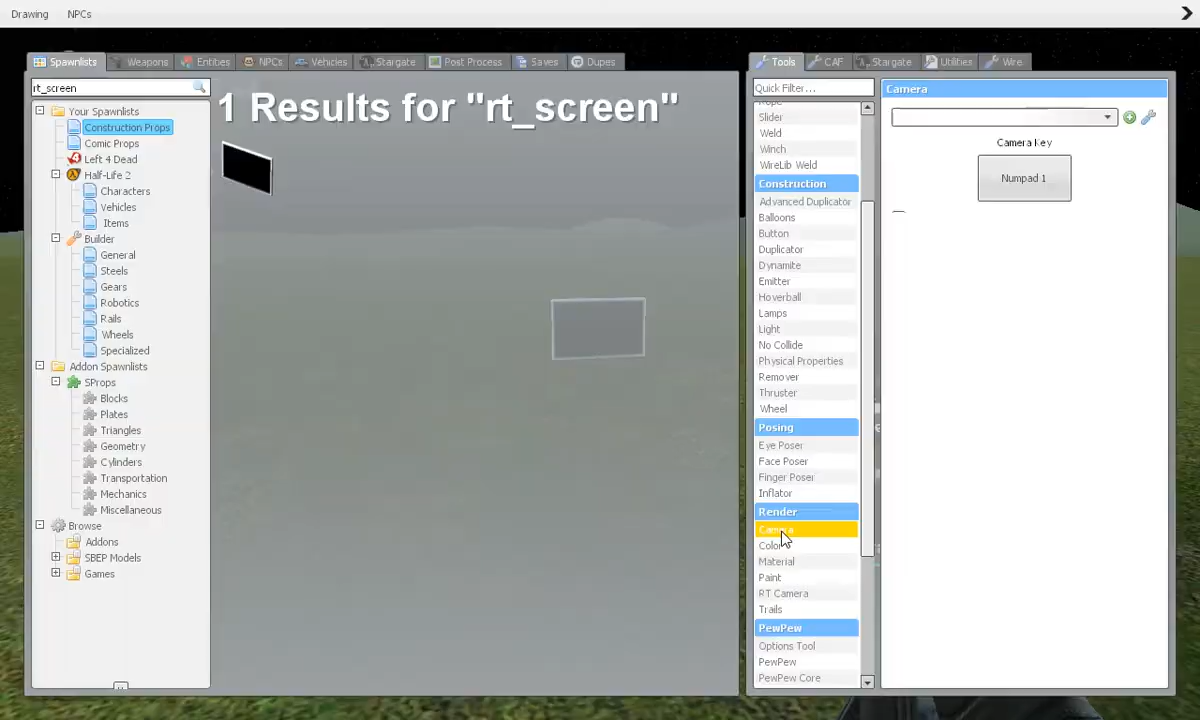 Drawing NPCs
Spawnlists Weapons Entities NPCs Vehicles Stargate Post Process Saves Dupes
rt_screen
1 Results for "rt_screen"
Your Spawnlists
Construction Props
Comic Props
Left 4 Dead
Half-Life 2
Characters
Vehicles
Items
Builder
General
Steels
Gears
Robotics
Rails
Wheels
Specialized
Addon Spawnlists
SProps
Blocks
Plates
Triangles
Geometry
Cylinders
Transportation
Mechanics
Miscellaneous
Browse
Addons
SBEP Models
Games
Tools CAF Stargate Utilities Wire
Quick Filter...
Rope
Slider
Weld
Winch
WireLib Weld
Construction
Advanced Duplicator
Balloons
Button
Duplicator
Dynamite
Emitter
Hoverball
Lamps
Light
No Collide
Physical Properties
Remover
Thruster
Wheel
Posing
Eye Poser
Face Poser
Finger Poser
Inflator
Render
Camera
Color
Material
Paint
RT Camera
Trails
PewPew
Options Tool
PewPew
PewPew Core
Camera
Camera Key
Numpad 1